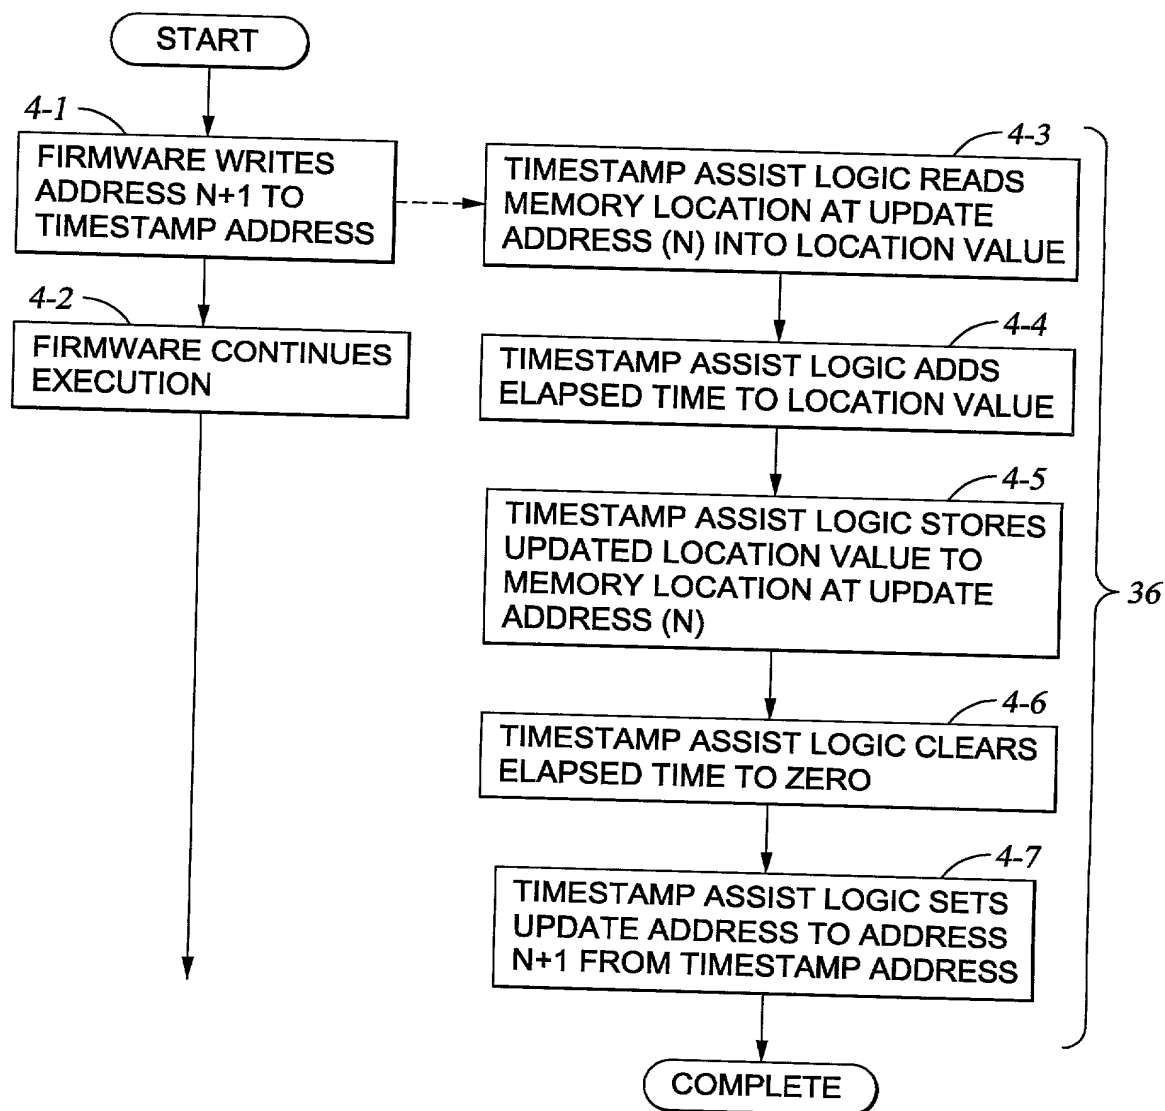 START
4-1
FIRMWARE WRITES
ADDRESS N+1 TO
TIMESTAMP ADDRESS
4-2
FIRMWARE CONTINUES
EXECUTION
4-3
TIMESTAMP ASSIST LOGIC READS
MEMORY LOCATION AT UPDATE
ADDRESS (N) INTO LOCATION VALUE
4-4
TIMESTAMP ASSIST LOGIC ADDS
ELAPSED TIME TO LOCATION VALUE
4-5
TIMESTAMP ASSIST LOGIC STORES
UPDATED LOCATION VALUE TO
MEMORY LOCATION AT UPDATE
ADDRESS (N)
36
4-6
TIMESTAMP ASSIST LOGIC CLEARS
ELAPSED TIME TO ZERO
4-7
TIMESTAMP ASSIST LOGIC SETS
UPDATE ADDRESS TO ADDRESS
N+1 FROM TIMESTAMP ADDRESS
COMPLETE